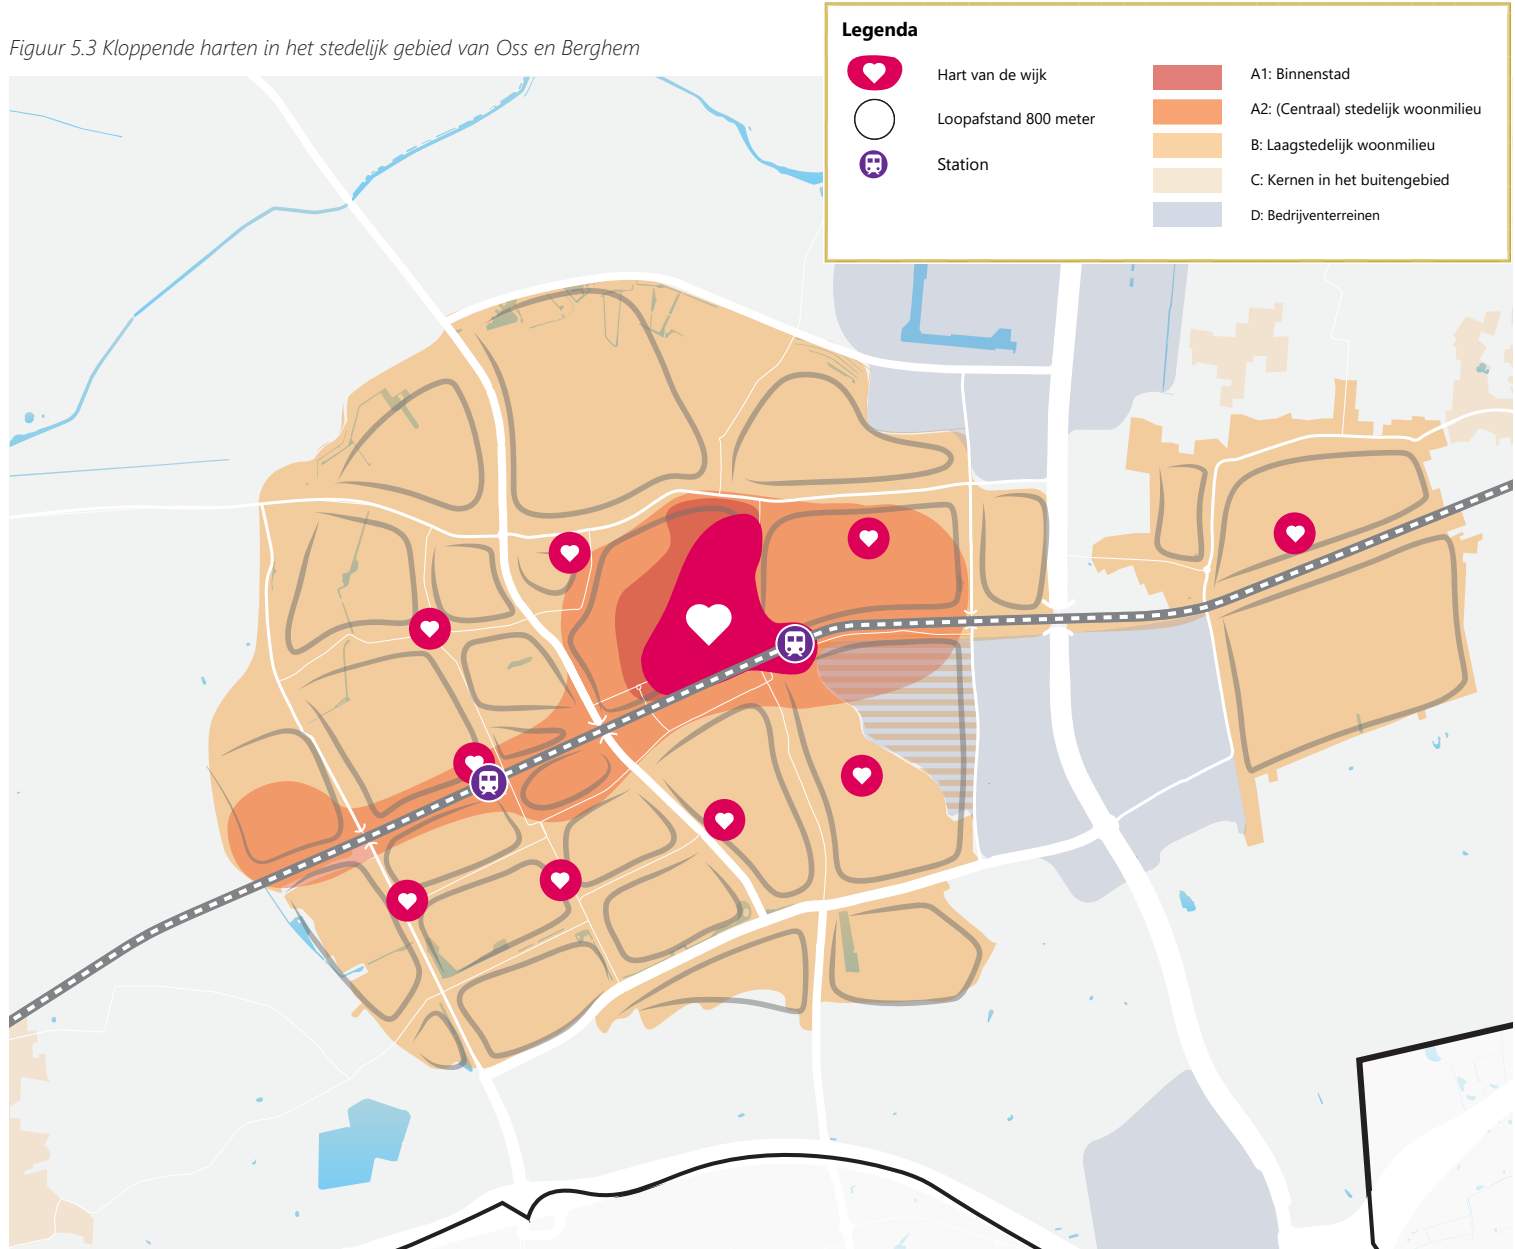 Figuur 5.3 Kloppende harten in het stedelijk gebied van Oss en Berghem
Legenda
Hart van de wijk
Loopafstand 800 meter
Station
A1: Binnenstad
A2: (Centraal) stedelijk woonmilieu
B: Laagstedelijk woonmilieu
C: Kernen in het buitengebied
D: Bedrijventerreinen